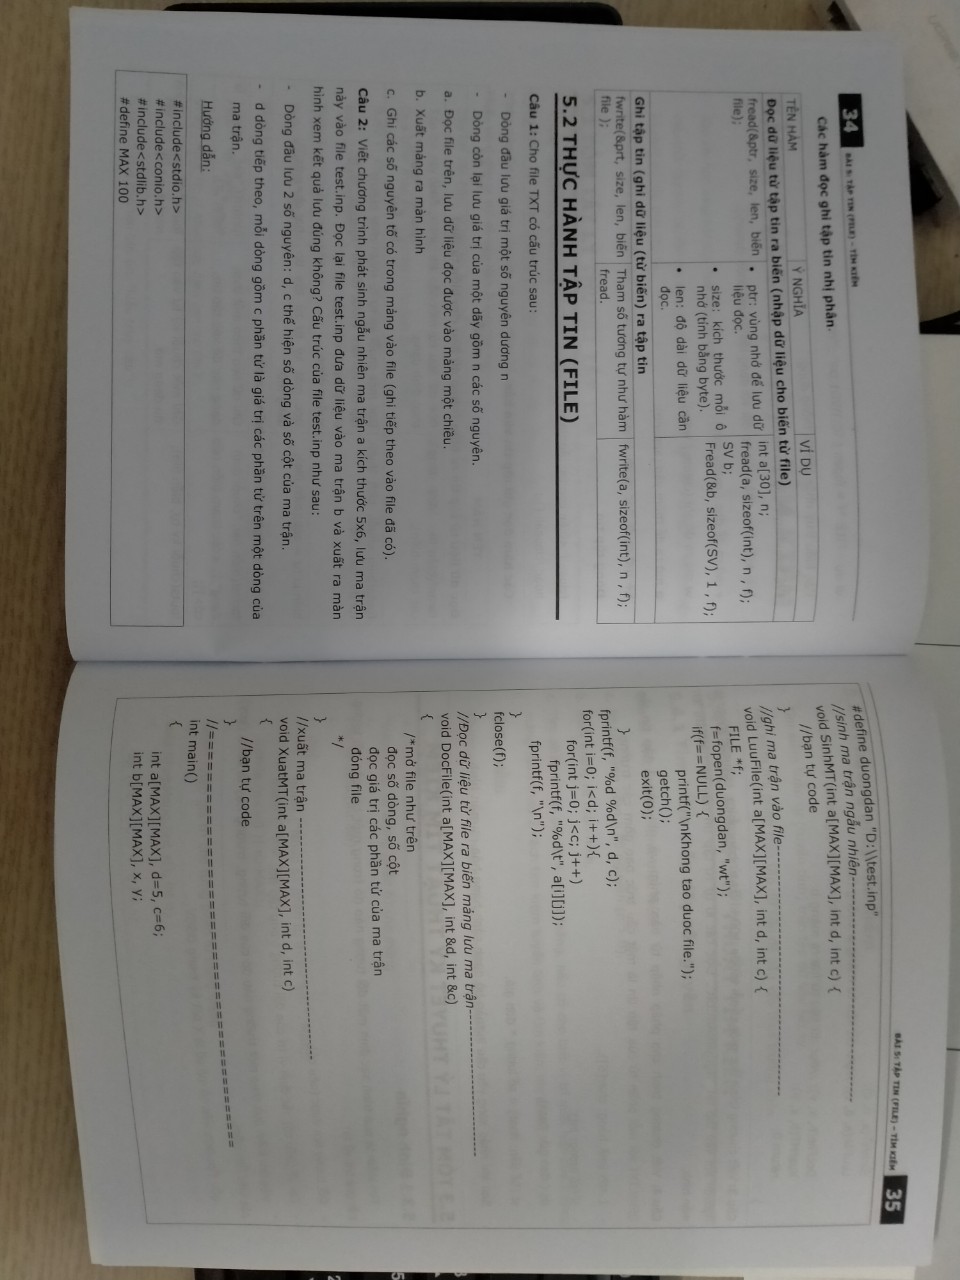 34 BÀI 5: TẬP TIN (FILE) – TÌM KIẾM
Các hàm đọc ghi tập tin nhị phân.
TÊN HÀM Ý NGHĨA VÍ DỤ
Đọc dữ liệu từ tập tin ra biến (nhập dữ liệu cho biến từ file)
fread(&ptr, size, len, biến
file);
• ptr: vùng nhớ để lưu dữ
liệu đọc.
• size: kích thước mỗi ô
nhớ (tính bằng byte).
• len: độ dài dữ liệu cần
đọc.
int a[30], n;
fread(a, sizeof(int), n , f);
SV b;
Fread(&b, sizeof(SV), 1 , f);
Ghi tập tin (ghi dữ liệu (từ biến) ra tập tin
fwrite(&prt, size, len, biến
file );
Tham số tương tự như hàm
fread.
fwrite(a, sizeof(int), n , f);
5.2 THỰC HÀNH TẬP TIN (FILE)
Câu 1: Cho file TXT có cấu trúc sau:
- Dòng đầu lưu giá trị một số nguyên dương n
- Dòng còn lại lưu giá trị của một dãy gồm n các số nguyên.
a. Đọc file trên, lưu dữ liệu đọc được vào mảng một chiều.
b. Xuất mảng ra màn hình
c. Ghi các số nguyên tố có trong mảng vào file (ghi tiếp theo vào file đã có).
Câu 2: Viết chương trình phát sinh ngẫu nhiên ma trận a kích thước 5x6, lưu ma trận
này vào file test.inp. Đọc lại file test.inp đưa dữ liệu vào ma trận b và xuất ra màn
hình xem kết quả lưu đúng không? Cấu trúc của file test.inp như sau:
- Dòng đầu lưu 2 số nguyên: d, c thể hiện số dòng và số cột của ma trận.
- d dòng tiếp theo, mỗi dòng gồm c phần tử là giá trị các phần tử trên một dòng của
ma trận.
Hướng dẫn:
#include<stdio.h>
#include<conio.h>
#include<stdlib.h>
#define MAX 100
BÀI 5: TẬP TIN (FILE) – TÌM KIẾM 35
#define duongdan "D:\\test.inp"
//sinh ma trận ngẫu nhiên-----------------------------------
void SinhMT(int a[MAX][MAX], int d, int c) {
//bạn tự code
}
//ghi ma trận vào file-----------------------------------------
void LuuFile(int a[MAX][MAX], int d, int c) {
FILE *f;
f=fopen(duongdan, "wt");
if(f==NULL) {
printf("\nKhong tao duoc file.");
getch();
exit(0);
}
fprintf(f, "%d %d\n", d, c);
for(int i=0; i<d; i++){
for(int j=0; j<c; j++)
fprintf(f, "%d\t", a[i][j]);
fprintf(f, "\n");
}
fclose(f);
}
//Đọc dữ liệu từ file ra biến mảng lưu ma trận-----------------------
void DocFile(int a[MAX][MAX], int &d, int &c)
{
/*mở file như trên
đọc số dòng, số cột
đọc giá trị các phần tử của ma trận
đóng file
*/
}
//xuất ma trận -------------------------------------
void XuatMT(int a[MAX][MAX], int d, int c)
{
//bạn tự code
}
//========================================
int main()
{
int a[MAX][MAX], d=5, c=6;
int b[MAX][MAX], x, y;